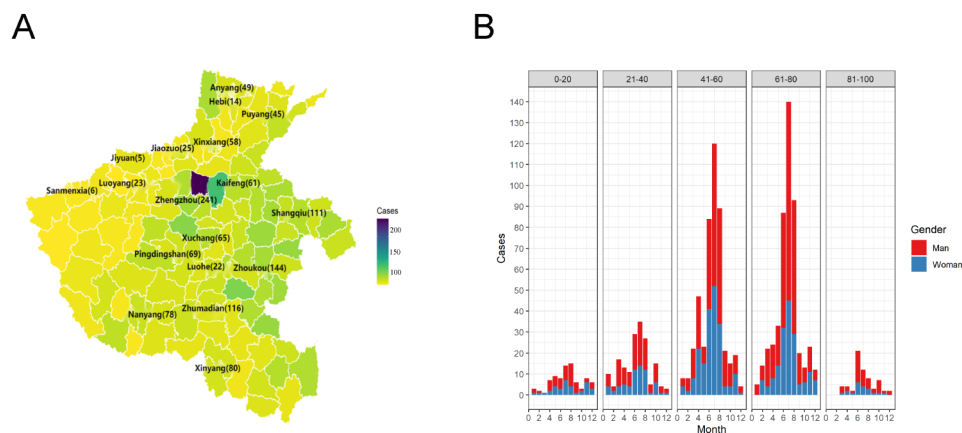 A
Anyang(49)
Hebi(14)
Puyang(45)
Xinxiang(58)
Jiaozuo(25)
Jiyuan(5)
Luoyang(23)
Kaifeng(61)
Sanmenxia(6)
Zhengzhou(241)
Shangqiu(111)
Xuchang(65)
Pingdingshan(69)
Luohe(22)
Zhoukou(144)
Zhumadian(116)
Nanyang(78)
Xinyang(80)
Cases
200
150
100
B
0-20 21-40 41-60 61-80 81-100
140
130
120
110
100
90
80
70
60
50
40
30
20
10
0
Cases
0 2 4 6 8 10 12 0 2 4 6 8 10 12 0 2 4 6 8 10 12 0 2 4 6 8 10 12 0 2 4 6 8 10 12
Month
Gender
Man
Woman